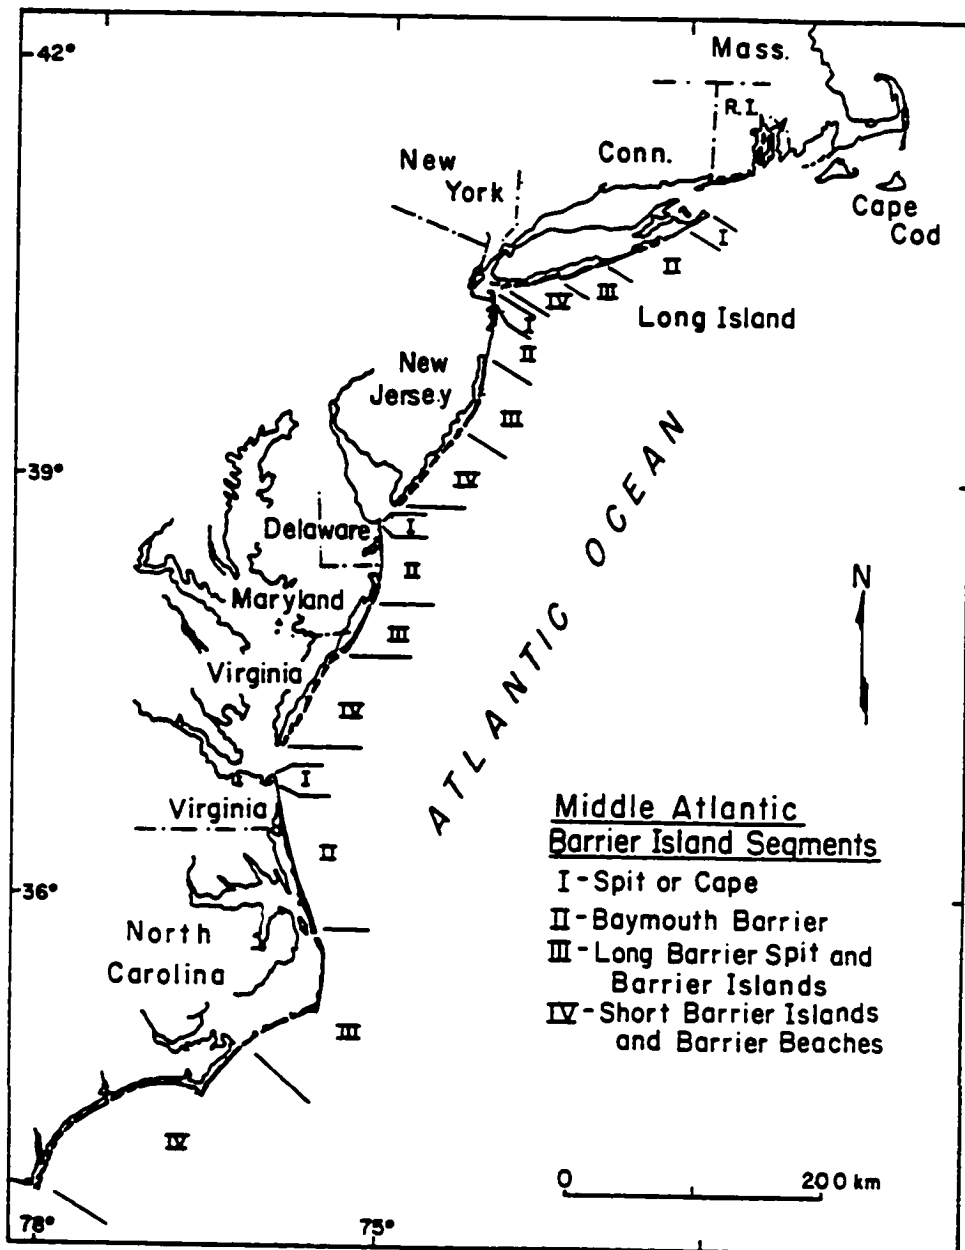 42°
Mass.
R.I.
Conn.
New
York
Cape
Cod
I
II
III
IV
Long Island
I
II
New
Jersey
III
39°
IV
Delaware
I
II
Maryland
III
N
Virginia
IV
ATLANTIC OCEAN
I
Virginia
II
Middle Atlantic
Barrier Island Segments
I - Spit or Cape
36°
II - Baymouth Barrier
North
Carolina
III - Long Barrier Spit and
Barrier Islands
IV - Short Barrier Islands
and Barrier Beaches
III
IV
0 200 km
78° 75°